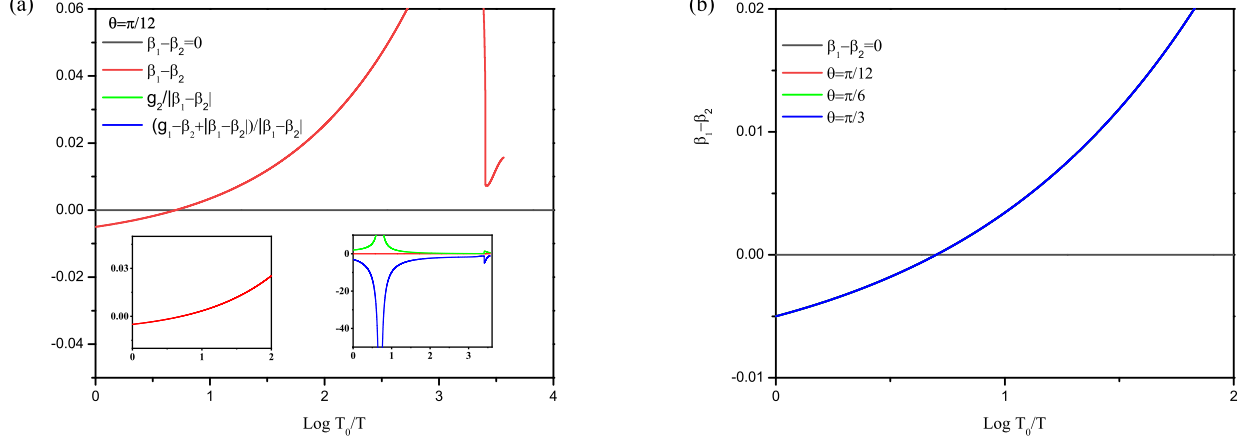 (a)
0.06
0.04
0.02
0.00
-0.02
-0.04
θ=π/12
β₁−β₂=0
β₁−β₂
g₂/|β₁−β₂|
(g₁−β₂+|β₁−β₂|)/|β₁−β₂|
0.03
0.00
0 1 2
0
-20
-40
0 1 2 3
0 1 2 3 4
Log T₀/T
(b)
0.02
0.01
0.00
-0.01
β₁−β₂
β₁−β₂=0
θ=π/12
θ=π/6
θ=π/3
0 1 2
Log T₀/T